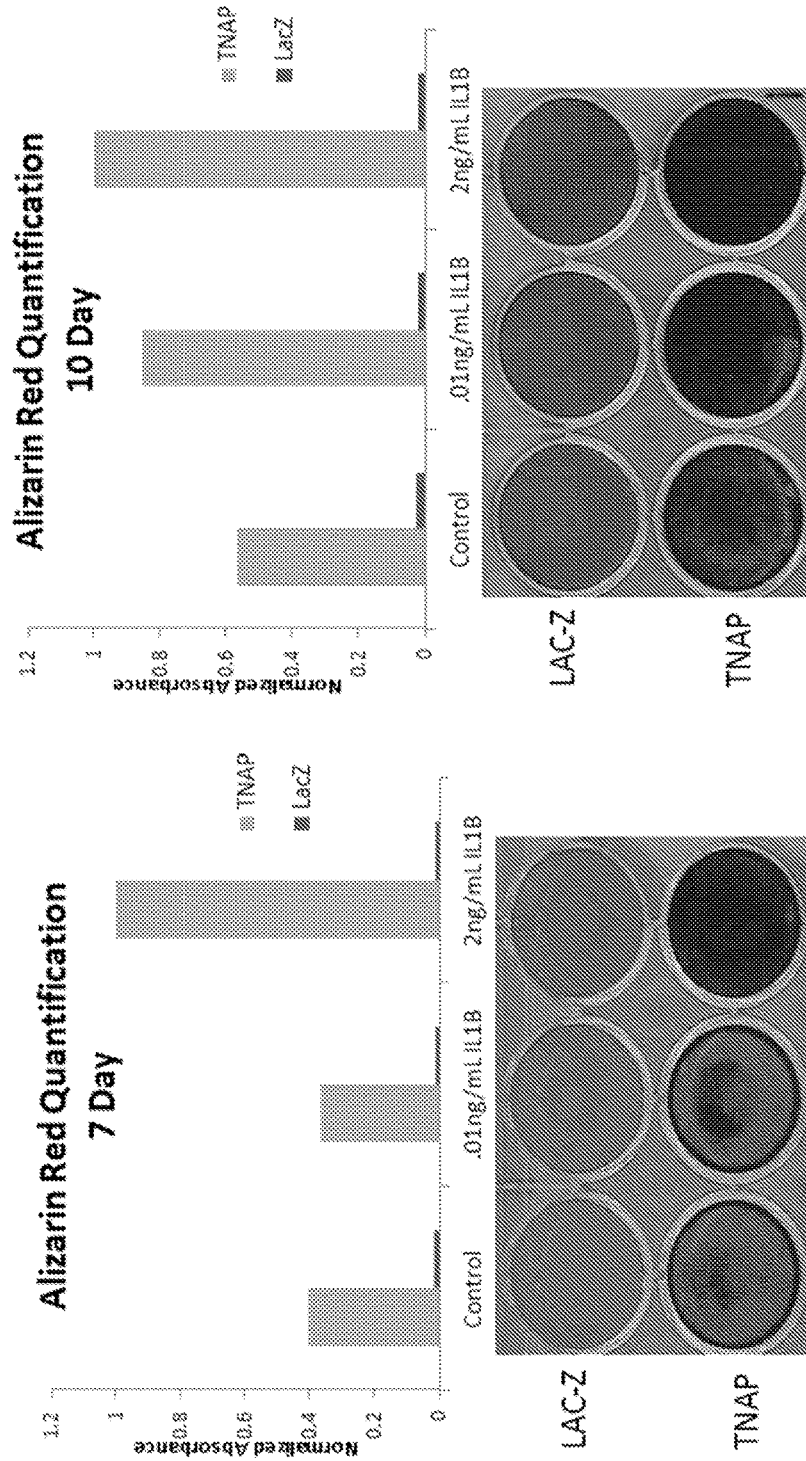 Alizarin Red Quantification
7 Day
Normalized Absorbance
1.2
1
0.8
0.6
0.4
0.2
0
TNAP
LacZ
Control
.01ng/mL IL1B
2ng/mL IL1B
LAC-Z
TNAP
Alizarin Red Quantification
10 Day
Normalized Absorbance
1.2
1
0.8
0.6
0.4
0.2
0
TNAP
LacZ
Control
.01ng/mL IL1B
2ng/mL IL1B
LAC-Z
TNAP